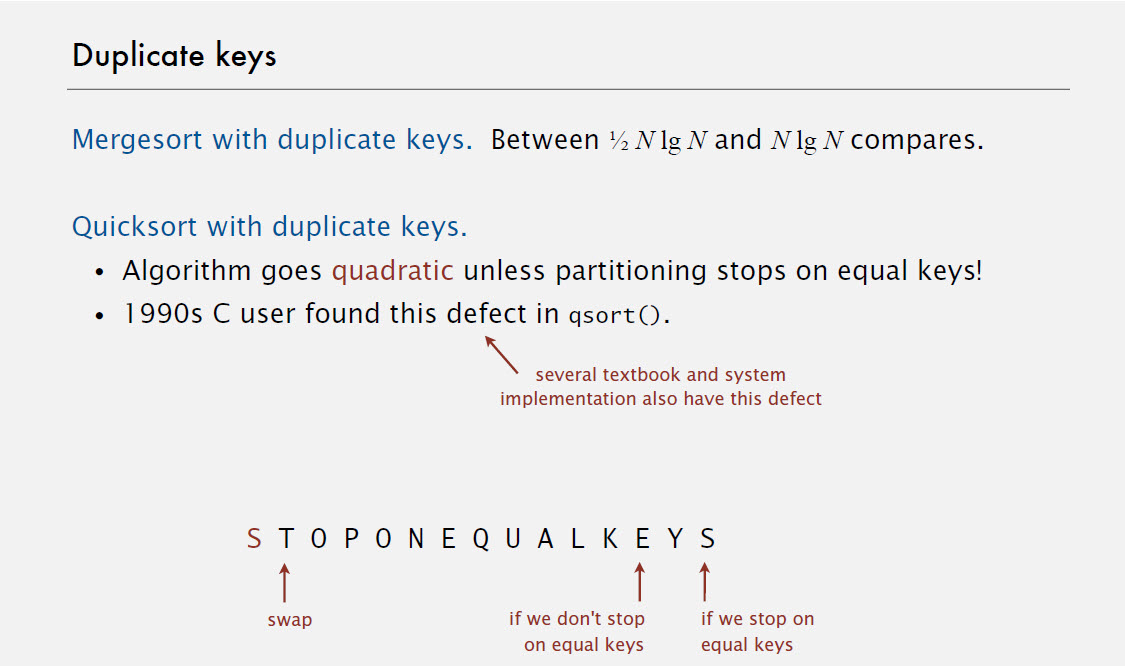 Duplicate keys
Mergesort with duplicate keys. Between ½ N lg N and N lg N compares.
Quicksort with duplicate keys.
• Algorithm goes quadratic unless partitioning stops on equal keys!
• 1990s C user found this defect in qsort().
several textbook and system
implementation also have this defect
S T O P O N E Q U A L K E Y S
swap
if we don't stop
on equal keys
if we stop on
equal keys